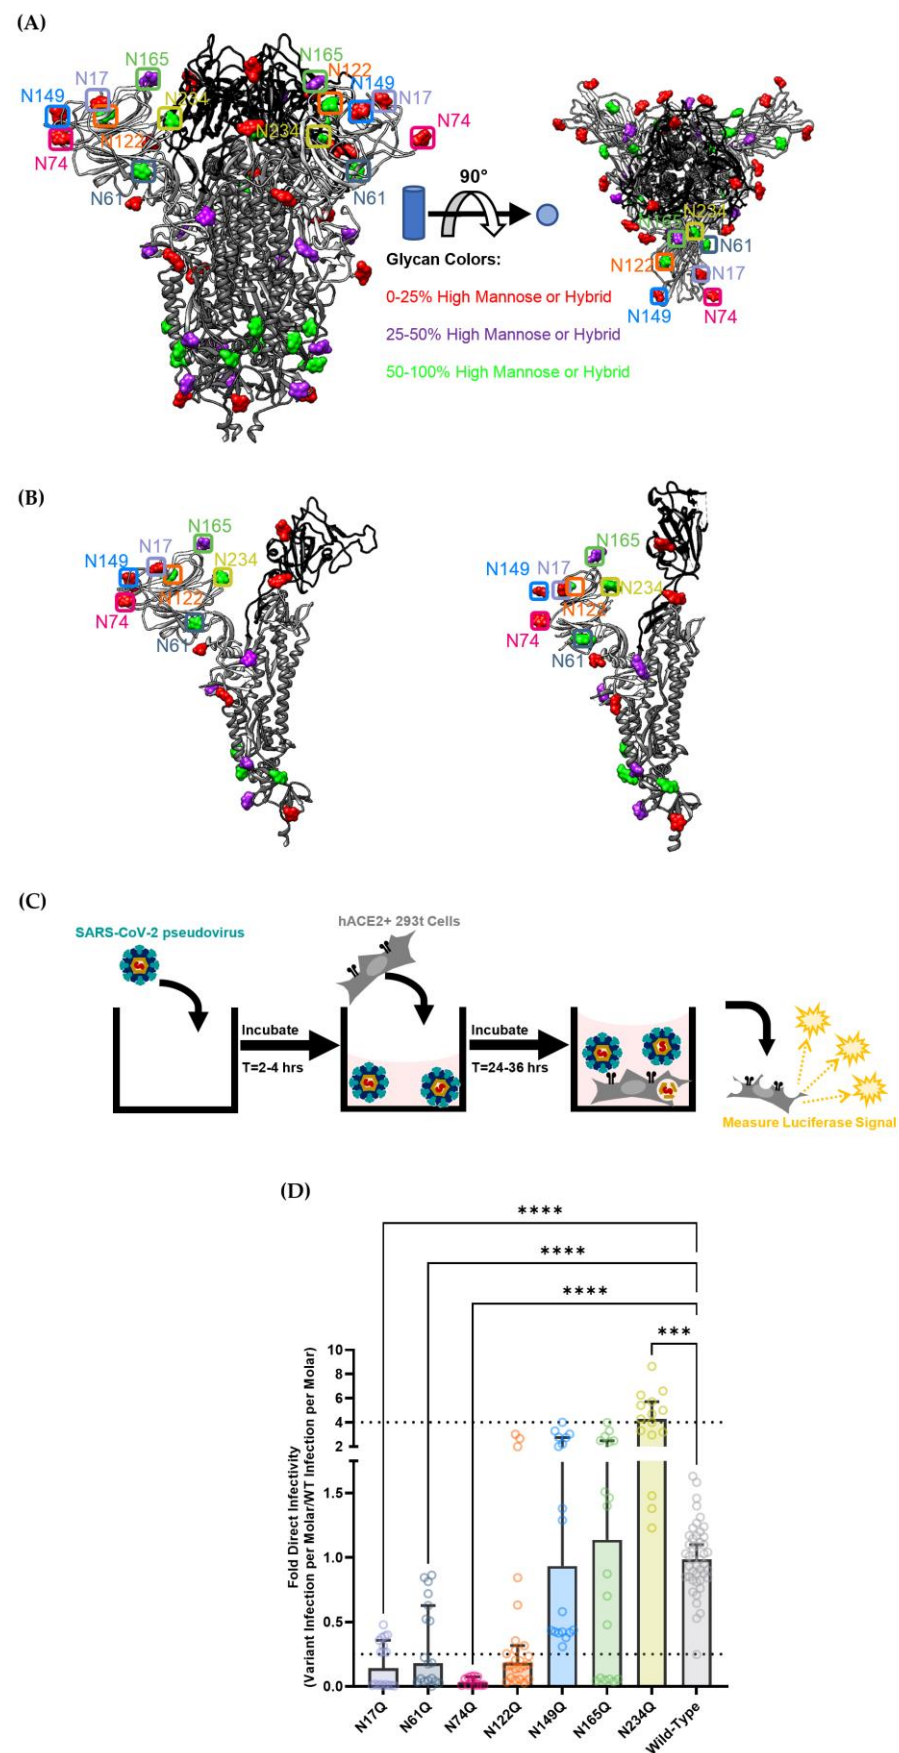 (A)
N165
N17
N149
N234
N122
N74
N61
N165
N122
N149
N17
N234
N74
N61
90°
Glycan Colors:
0-25% High Mannose or Hybrid
25-50% High Mannose or Hybrid
50-100% High Mannose or Hybrid
N165
N234
N61
N122
N17
N149
N74
(B)
N165
N17
N149
N234
N122
N74
N61
N165
N149
N17
N234
N122
N74
N61
(C)
SARS-CoV-2 pseudovirus
hACE2+ 293t Cells
Incubate
T=2-4 hrs
Incubate
T=24-36 hrs
Measure Luciferase Signal
(D)
****
****
****
***
Fold Direct Infectivity
(Variant Infection per Molar/WT Infection per Molar)
10
8
6
4
2
1.5
1.0
0.5
0.0
N17Q
N61Q
N74Q
N122Q
N149Q
N165Q
N234Q
Wild-Type